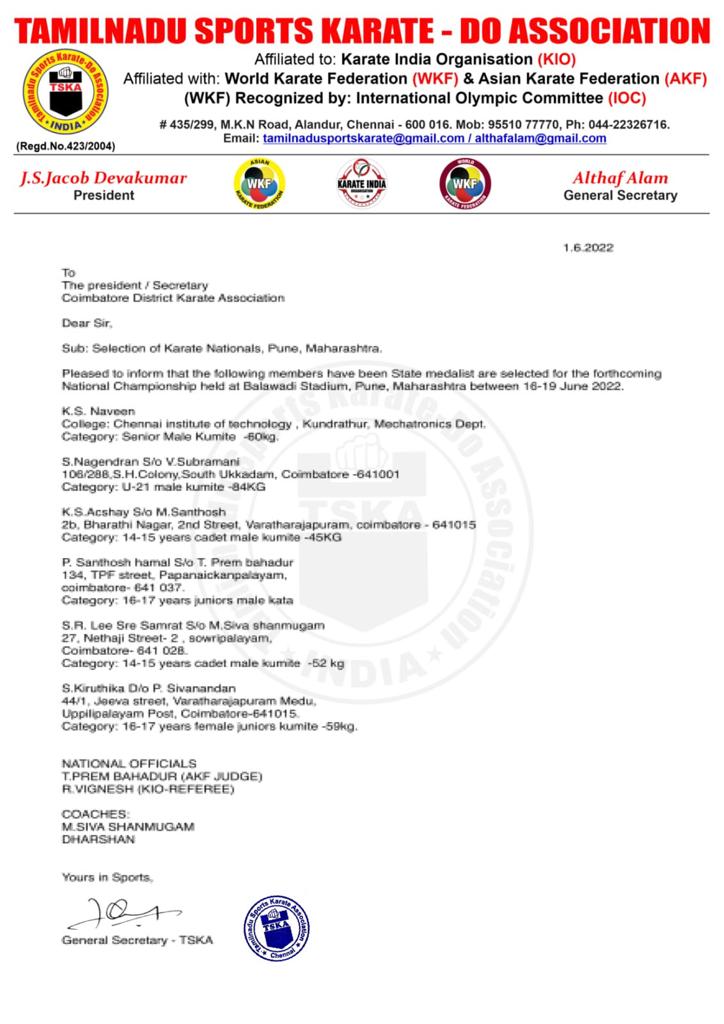 TAMILNADU SPORTS KARATE - DO ASSOCIATION
Affiliated to: Karate India Organisation (KIO)
Affiliated with: World Karate Federation (WKF) & Asian Karate Federation (AKF)
(WKF) Recognized by: International Olympic Committee (IOC)
Tamilnadu Sports Karate-Do Association
TSKA
INDIA
(Regd.No.423/2004)
# 435/299, M.K.N Road, Alandur, Chennai - 600 016. Mob: 95510 77770, Ph: 044-22326716.
Email: tamilnadusportskarate@gmail.com / althafalam@gmail.com
J.S.Jacob Devakumar
President
ASIAN
WKF
KARATE FEDERATION
KARATE INDIA
ORGANISATION
WORLD
WKF
KARATE FEDERATION
Althaf Alam
General Secretary
1.6.2022
To
The president / Secretary
Coimbatore District Karate Association
Dear Sir,
Sub: Selection of Karate Nationals, Pune, Maharashtra.
Pleased to inform that the following members have been State medalist are selected for the forthcoming
National Championship held at Balawadi Stadium, Pune, Maharashtra between 16-19 June 2022.
K.S. Naveen
College: Chennai institute of technology , Kundrathur, Mechatronics Dept.
Category: Senior Male Kumite -60kg.
S.Nagendran S/o V.Subramani
106/288,S.H.Colony,South Ukkadam, Coimbatore -641001
Category: U-21 male kumite -84KG
K.S.Acshay S/o M.Santhosh
2b, Bharathi Nagar, 2nd Street, Varatharajapuram, coimbatore - 641015
Category: 14-15 years cadet male kumite -45KG
P. Santhosh hamal S/o T. Prem bahadur
134, TPF street, Papanaickanpalayam,
coimbatore- 641 037.
Category: 16-17 years juniors male kata
S.R. Lee Sre Samrat S/o M.Siva shanmugam
27, Nethaji Street- 2 , sowripalayam,
Coimbatore- 641 028.
Category: 14-15 years cadet male kumite -52 kg
S.Kiruthika D/o P. Sivanandan
44/1, Jeeva street, Varatharajapuram Medu,
Uppilipalayam Post, Coimbatore-641015.
Category: 16-17 years female juniors kumite -59kg.
NATIONAL OFFICIALS
T.PREM BAHADUR (AKF JUDGE)
R.VIGNESH (KIO-REFEREE)
COACHES:
M.SIVA SHANMUGAM
DHARSHAN
Yours in Sports,
General Secretary - TSKA
Tamilnadu Sports Karate Association
TSKA
Chennai
Tamilnadu Sports Karate-Do Association
TSKA
INDIA